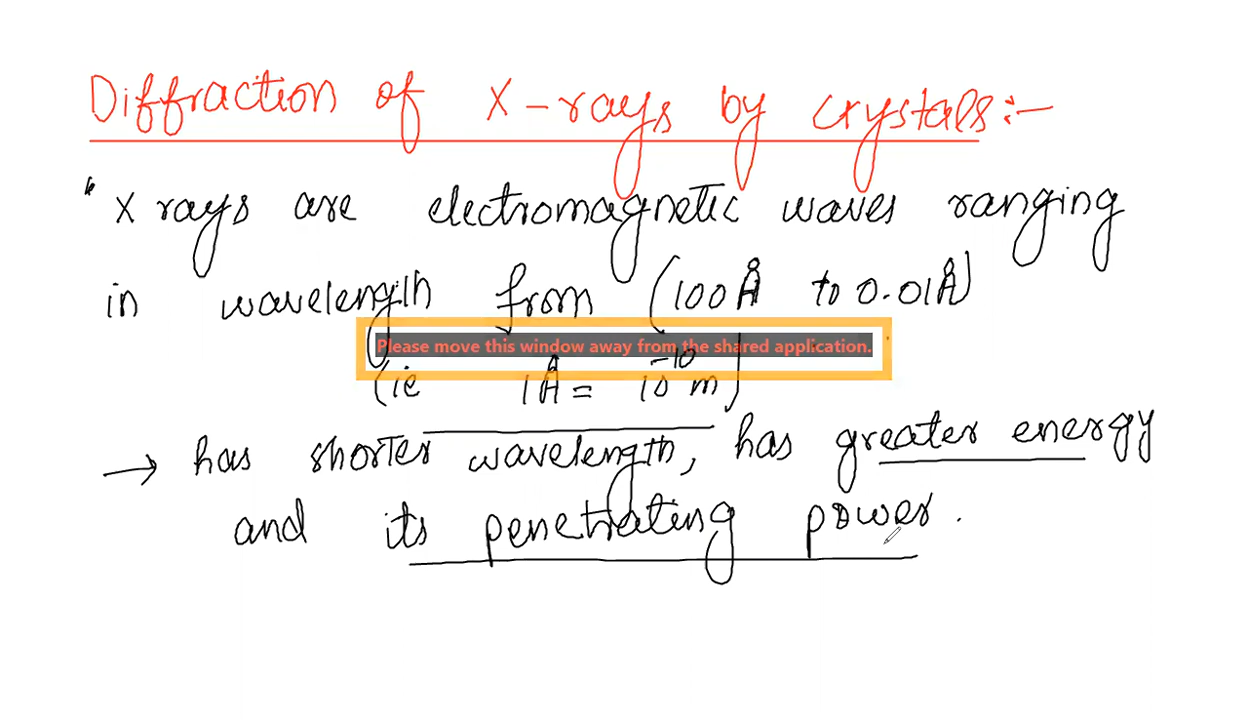 Diffraction of X-rays by crystals:-
* X rays are electromagnetic waves ranging
in wavelength from (100Å to 0.01Å)
Please move this window away from the shared application.
(ie 1Å = 10^-10 m)
→ has shorter wavelength, has greater energy
and its penetrating power.